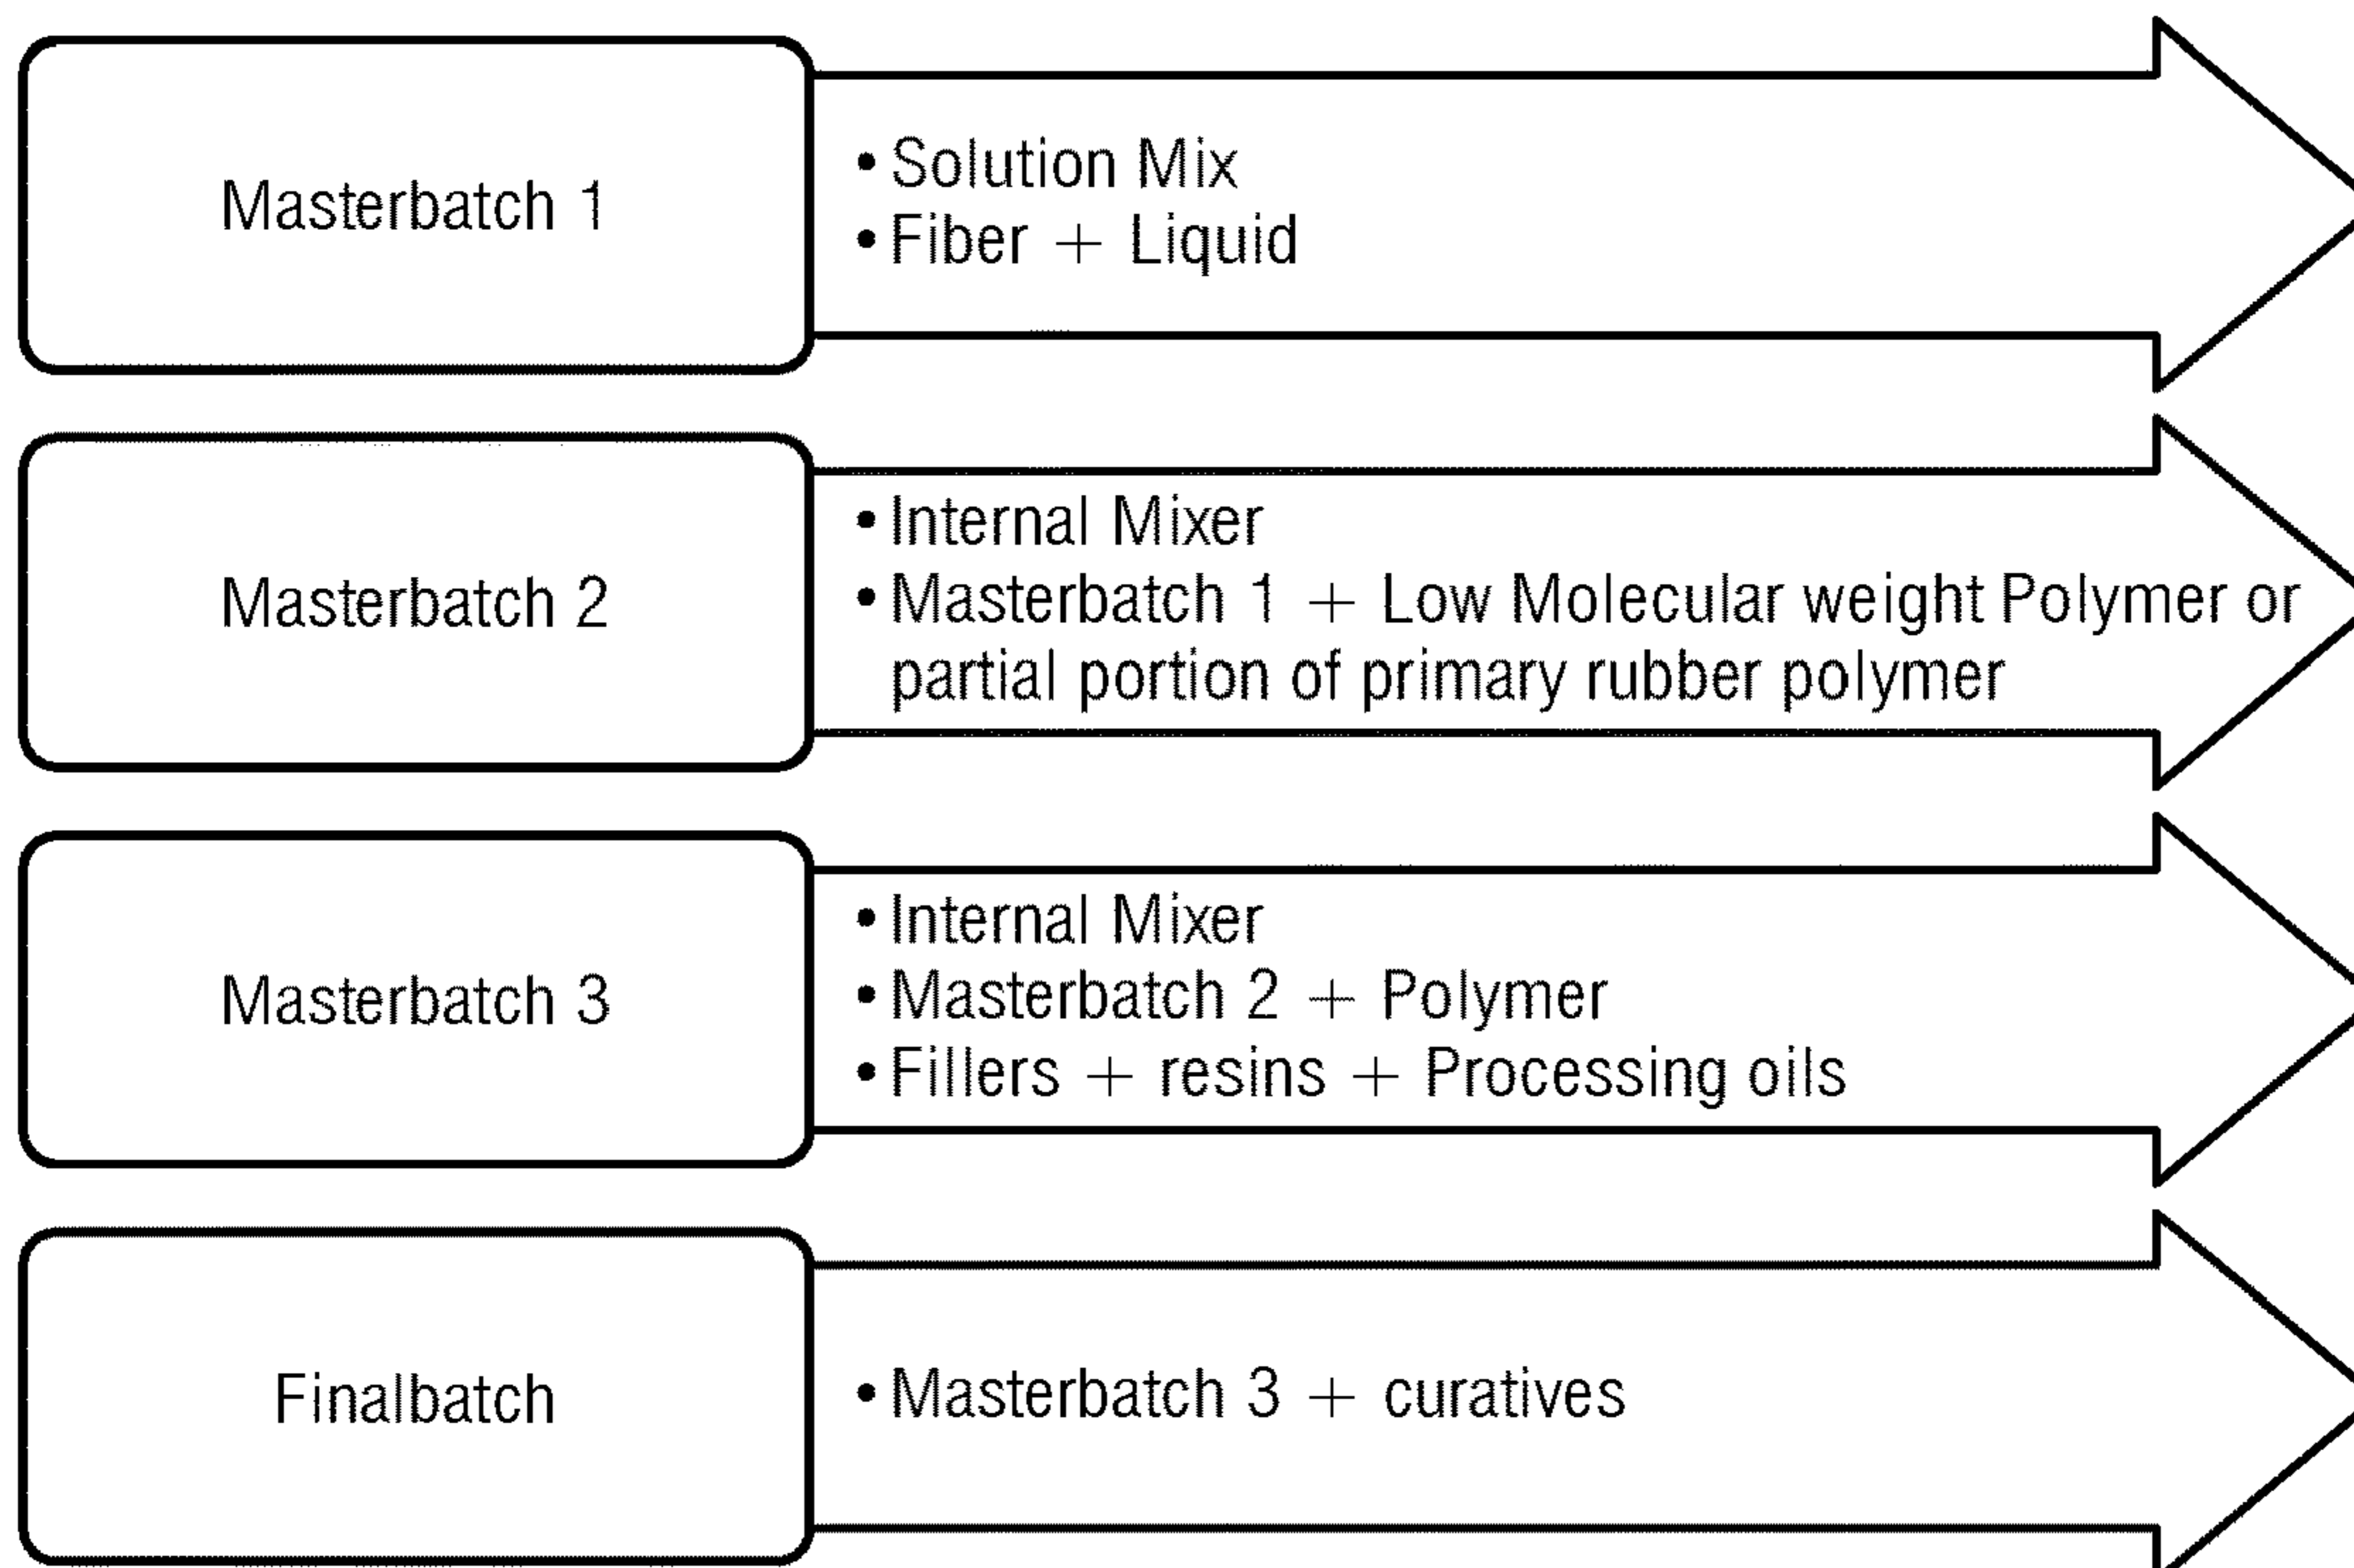 Masterbatch 1
• Solution Mix
• Fiber + Liquid
Masterbatch 2
• Internal Mixer
• Masterbatch 1 + Low Molecular weight Polymer or
partial portion of primary rubber polymer
Masterbatch 3
• Internal Mixer
• Masterbatch 2 + Polymer
• Fillers + resins + Processing oils
Finalbatch
• Masterbatch 3 + curatives